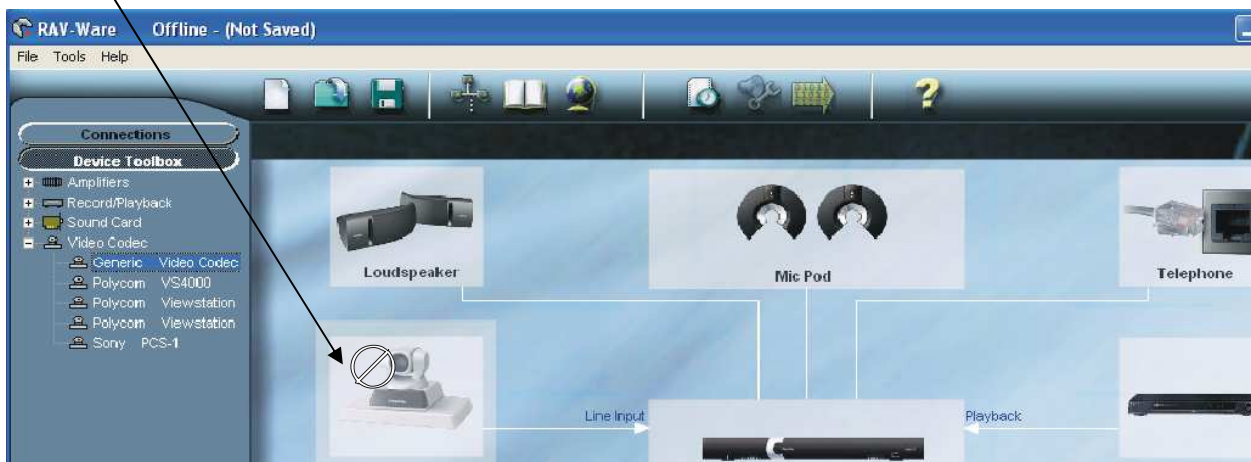 RAV-Ware Offline - (Not Saved)
File Tools Help
Connections
Device Toolbox
Amplifiers
Record/Playback
Sound Card
Video Codec
Generic Video Codec
Polycom VS4000
Polycom Viewstation
Polycom Viewstation
Sony PCS-1
Loudspeaker
Mic Pod
Telephone
Line Input
Playback